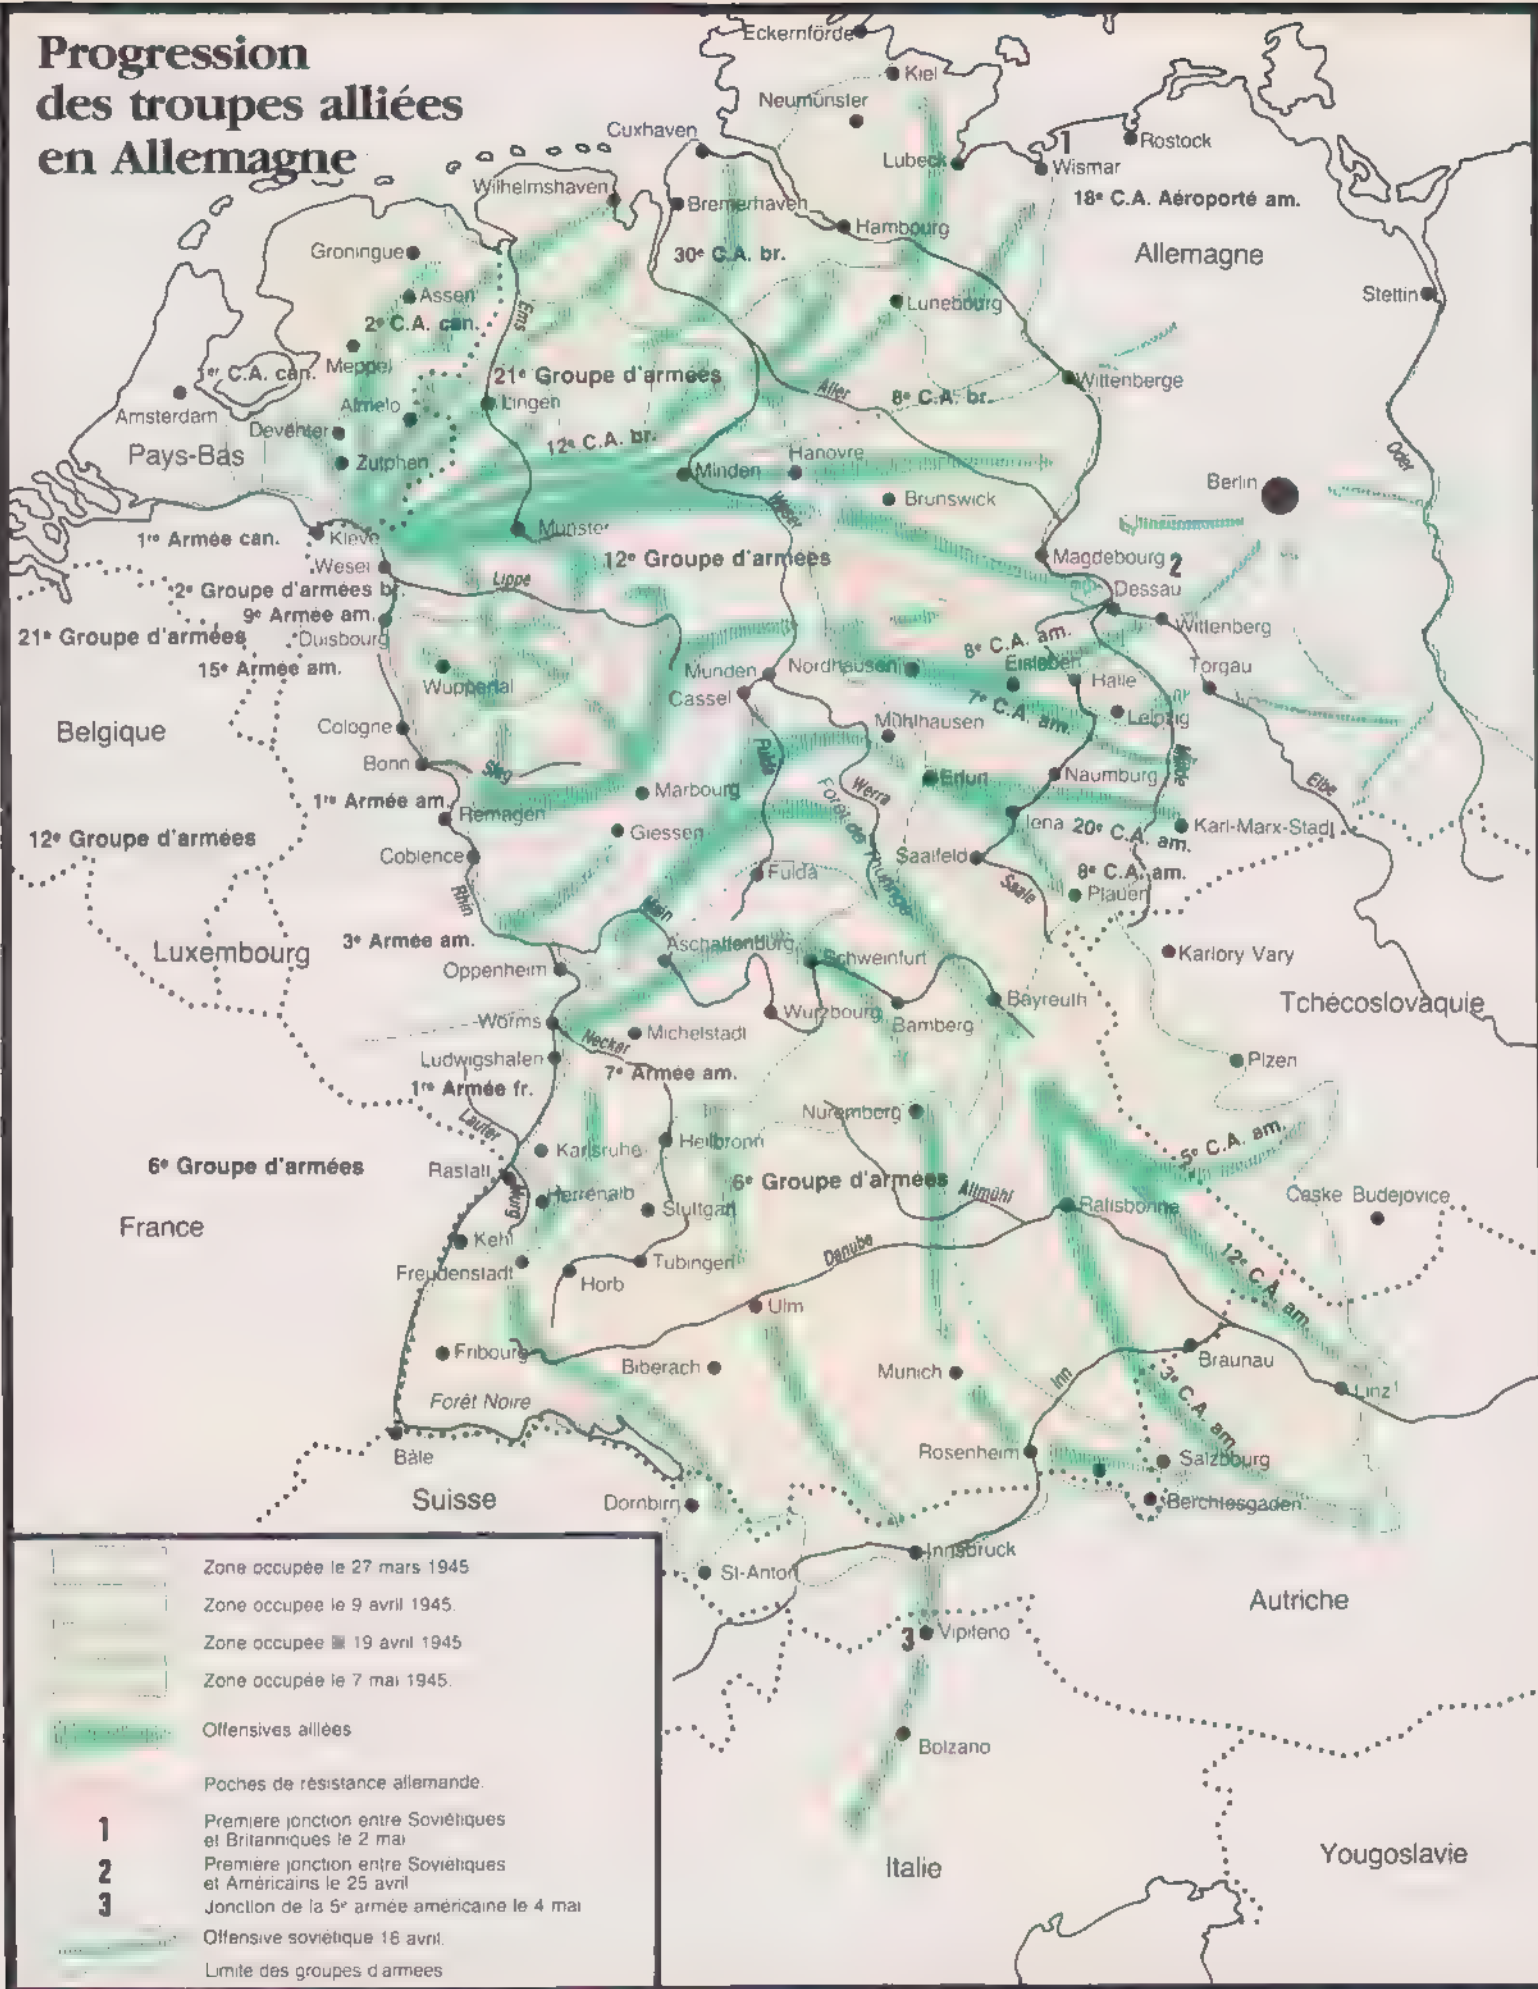 Progression
des troupes alliées
en Allemagne
Eckernförde
Kiel
Neumunster
Cuxhaven
Lubeck
1
Rostock
Wismar
Wilhelmshaven
Bremerhaven
18e C.A. Aéroporté am.
Hambourg
Groningue
30e C.A. br.
Allemagne
Assen
Ems
Lunebourg
Stettin
2e C.A. can.
Meppel
1er C.A. can.
21e Groupe d'armées
Wittenberge
Amsterdam
Almelo
Lingen
Aller
8e C.A. br.
Deventer
12e C.A. br.
Pays-Bas
Zutphen
Minden
Hanovre
Oder
Berlin
Brunswick
Weser
Munster
1re Armée can.
Kleve
Wesel
12e Groupe d'armées
Magdebourg
2
Lippe
Dessau
2e Groupe d'armées br.
9e Armée am.
21e Groupe d'armées
Duisbourg
Wittenberg
15e Armée am.
8e C.A. am.
Munden
Nordhausen
Eisleben
Torgau
Wuppertal
Cassel
Halle
7e C.A. am.
Leipzig
Mühlhausen
Belgique
Cologne
Bonn
Sieg
Fulda
Werra
Erfurt
Naumburg
Mulde
Elbe
1re Armée am.
Remagen
Marbourg
Forêt de Thuringe
Iena
20e C.A. am.
Karl-Marx-Stadt
12e Groupe d'armées
Giessen
Coblence
Saalfeld
8e C.A. am.
Fulda
Saale
Plauen
Rhin
Main
Luxembourg
3e Armée am.
Aschaffenburg
Schweinfurt
Karlory Vary
Oppenheim
Bayreuth
Tchécoslovaquie
Wurzbourg
Bamberg
Worms
Michelstadt
Necker
Ludwigshafen
Plzen
7e Armée am.
1re Armée fr.
Nuremberg
Lauter
Karlsruhe
Heilbronn
5e C.A. am.
6e Groupe d'armées
Rastatt
6e Groupe d'armées
Murg
Herrenalb
Altmühl
Ceske Budejovice
Stuttgart
Ratisbonne
France
Kehl
Danube
Tubingen
12e C.A. am.
Freudenstadt
Horb
Ulm
Fribourg
Biberach
Munich
Inn
Braunau
3e C.A. am.
Linz
Forêt Noire
Rosenheim
Salzbourg
Bâle
Suisse
Dornbirn
Berchtesgaden
Innsbruck
St-Anton
Autriche
3
Vipiteno
Bolzano
Italie
Yougoslavie
Zone occupée le 27 mars 1945
Zone occupée le 9 avril 1945.
Zone occupée 19 avril 1945
Zone occupée le 7 mai 1945.
Offensives alliées
Poches de résistance allemande.
1 Première jonction entre Soviétiques
et Britanniques le 2 mai
2 Première jonction entre Soviétiques
et Américains le 25 avril
3 Jonction de la 5e armée américaine le 4 mai
Offensive soviétique 16 avril.
Limite des groupes d'armées